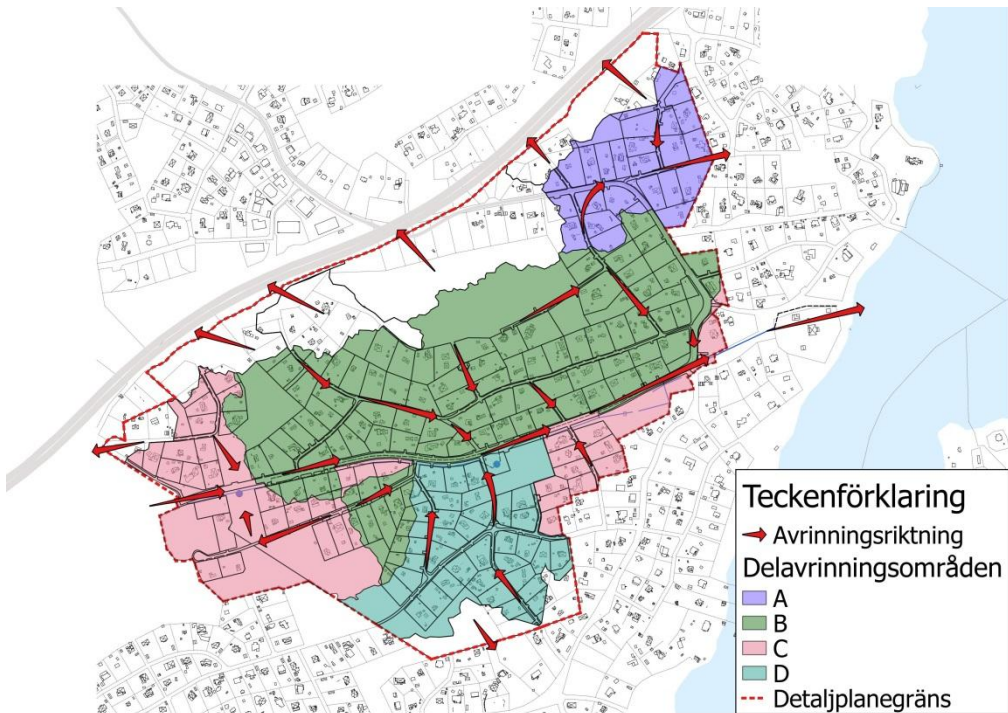 Teckenförklaring
Avrinningsriktning
Delavrinningsområden
A
B
C
D
Detaljplanegräns